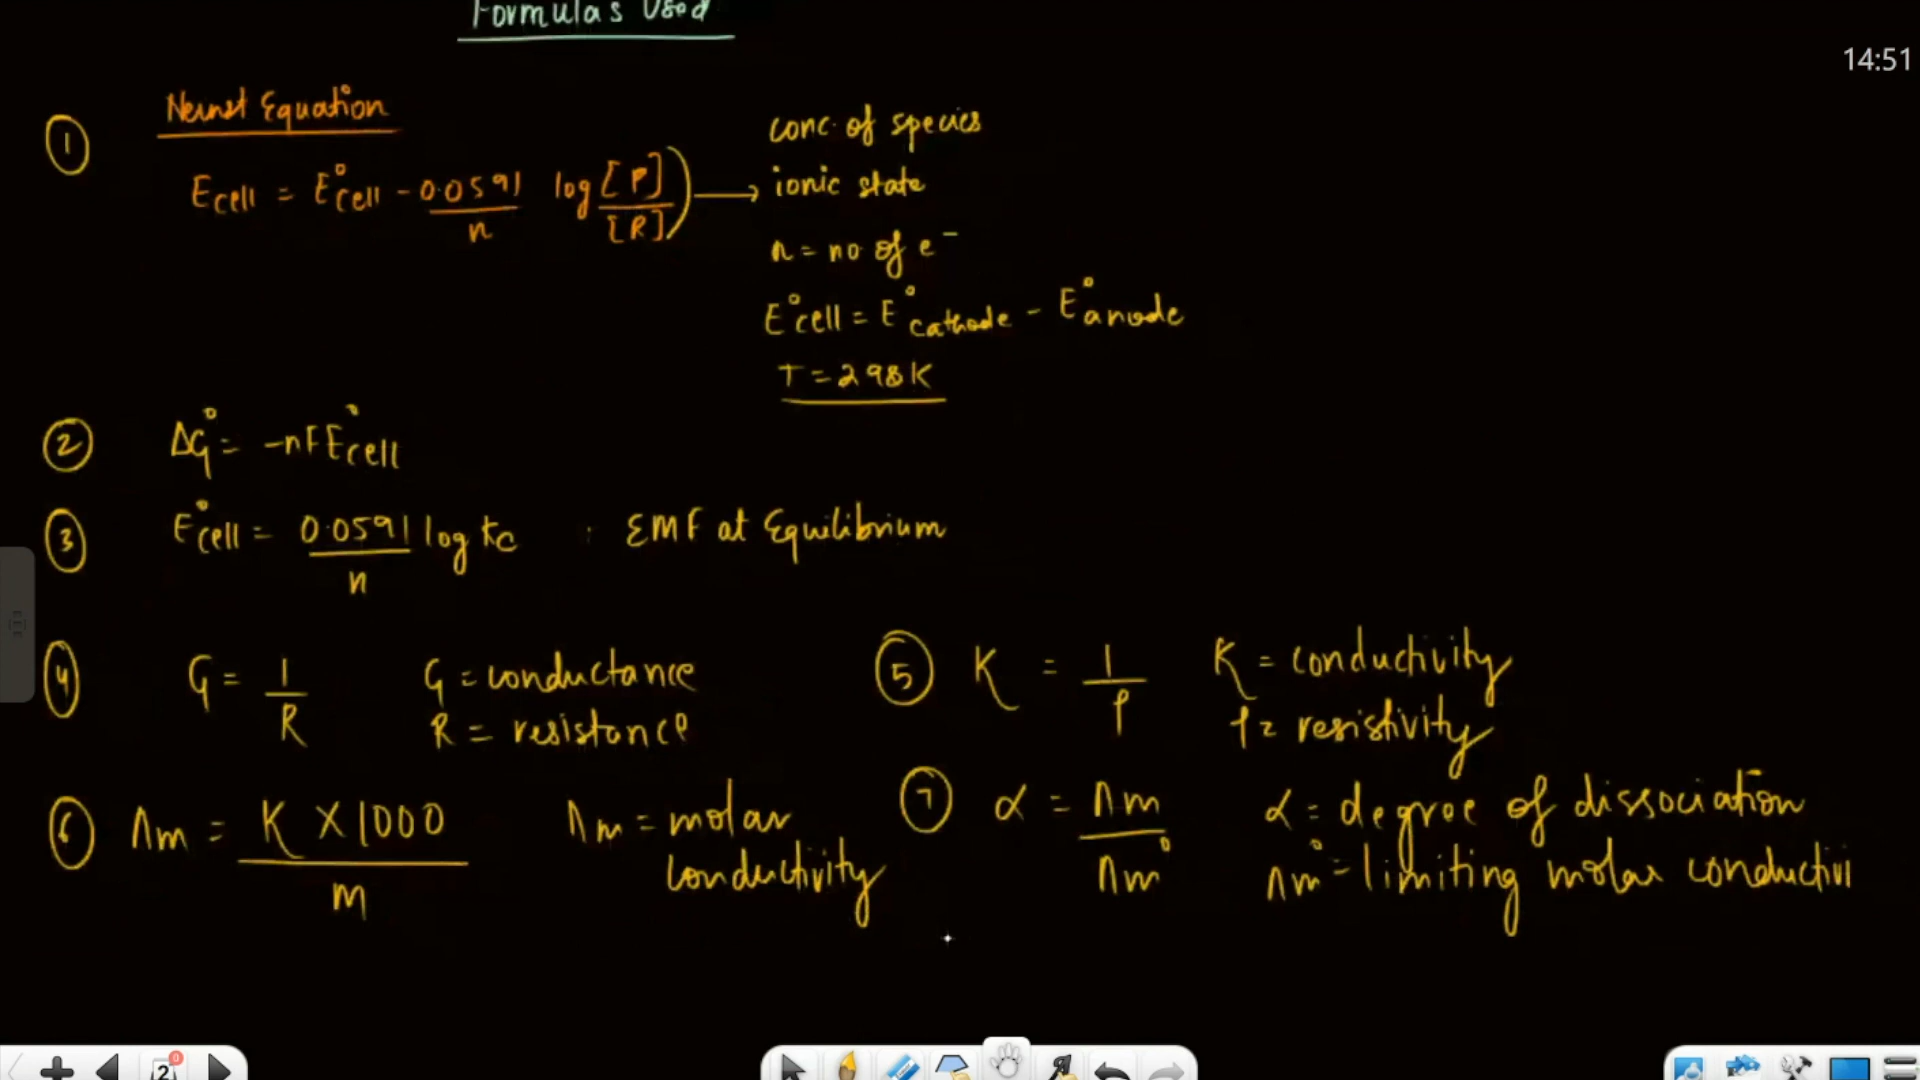 Formulas Used
14:51
① Nernst Equation
Ecell = E°cell - 0.0591/n log [P]/[R] →
conc. of species
ionic state
n = no of e⁻
E°cell = E°cathode - E°anode
T = 298K
② ΔG° = -nFE°cell
③ E°cell = 0.0591/n log Kc : EMF at Equilibrium
④ G = 1/R G = conductance
R = resistance
⑤ K = 1/ρ K = conductivity
ρ = resistivity
⑥ Λm = K X 1000/M Λm = molar
conductivity
⑦ α = Λm/Λm° α = degree of dissociation
Λm° = limiting molar conductivi
2
0